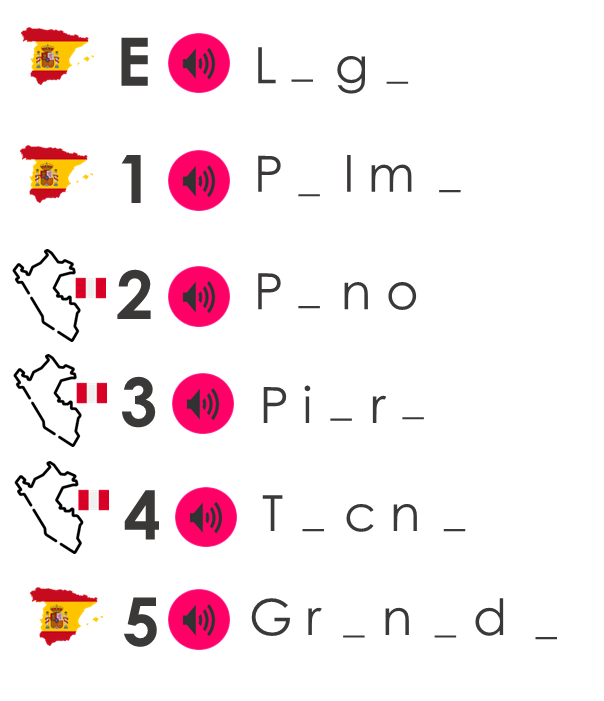 E L _ g _
1 P _ l m _
2 P _ n o
3 P i _ r _
4 T _ c n _
5 G r _ n _ d _